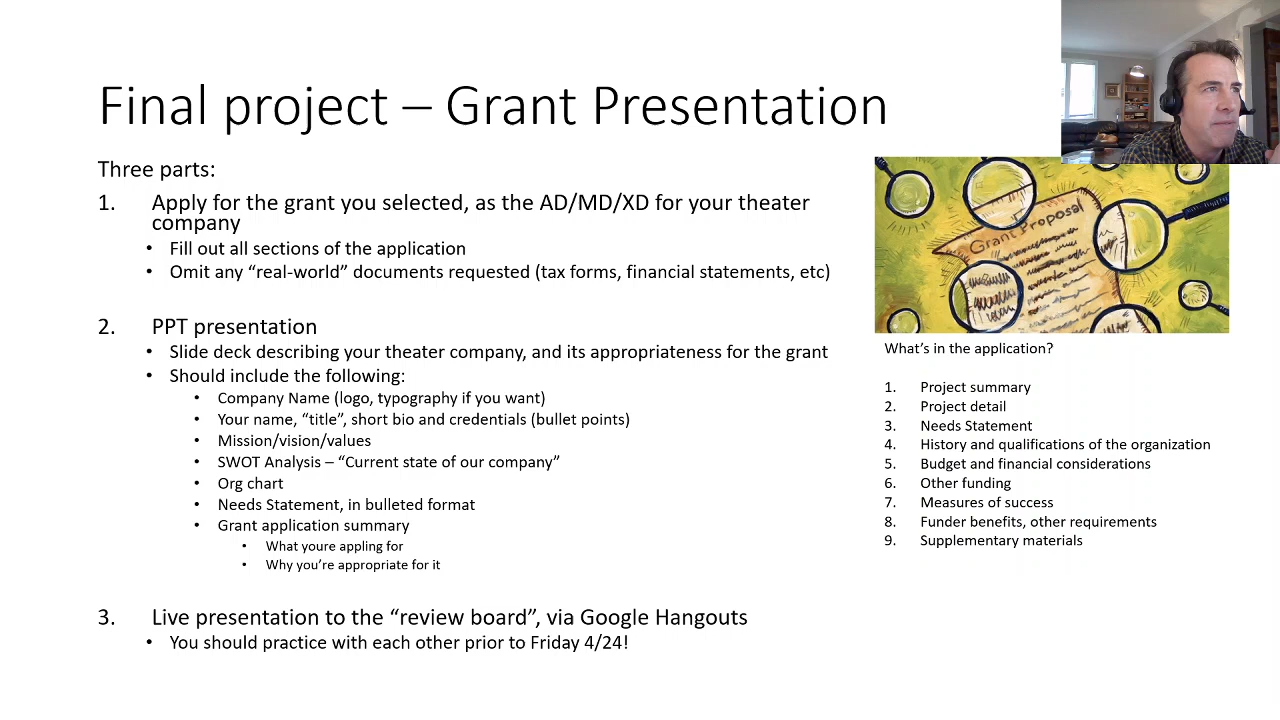 Final project – Grant Presentation
Three parts:
1. Apply for the grant you selected, as the AD/MD/XD for your theater
company
• Fill out all sections of the application
• Omit any “real-world” documents requested (tax forms, financial statements, etc)
2. PPT presentation
• Slide deck describing your theater company, and its appropriateness for the grant
• Should include the following:
• Company Name (logo, typography if you want)
• Your name, “title”, short bio and credentials (bullet points)
• Mission/vision/values
• SWOT Analysis – “Current state of our company”
• Org chart
• Needs Statement, in bulleted format
• Grant application summary
• What youre appling for
• Why you’re appropriate for it
3. Live presentation to the “review board”, via Google Hangouts
• You should practice with each other prior to Friday 4/24!
Grant Proposal
What’s in the application?
1. Project summary
2. Project detail
3. Needs Statement
4. History and qualifications of the organization
5. Budget and financial considerations
6. Other funding
7. Measures of success
8. Funder benefits, other requirements
9. Supplementary materials